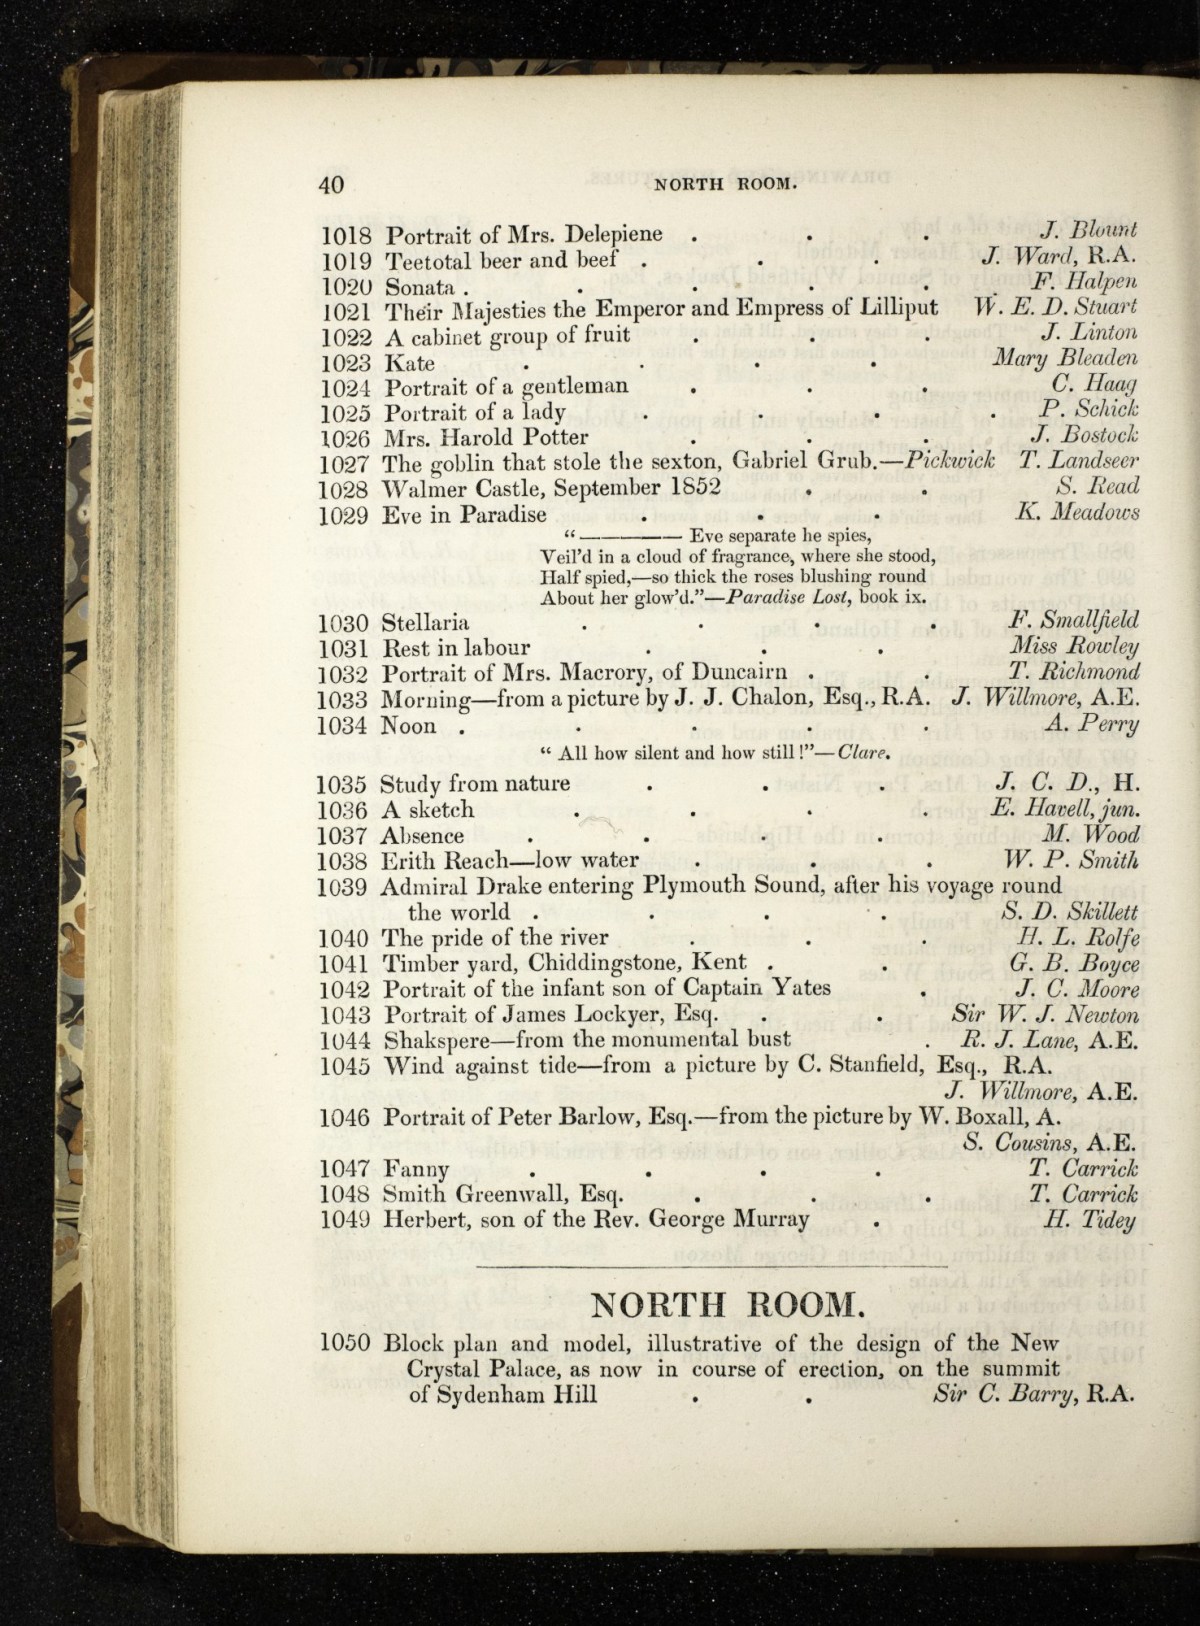 40 NORTH ROOM.
1018 Portrait of Mrs. Delepiene . . . J. Blount
1019 Teetotal beer and beef . . . J. Ward, R.A.
1020 Sonata . . . . . F. Halpen
1021 Their Majesties the Emperor and Empress of Lilliput W. E. D. Stuart
1022 A cabinet group of fruit . . . J. Linton
1023 Kate . . . . Mary Bleaden
1024 Portrait of a gentleman . . . C. Haag
1025 Portrait of a lady . . . . P. Schick
1026 Mrs. Harold Potter . . . J. Bostock
1027 The goblin that stole the sexton, Gabriel Grub.—Pickwick T. Landseer
1028 Walmer Castle, September 1852 . . S. Read
1029 Eve in Paradise . . . K. Meadows
“ ———— Eve separate he spies,
Veil’d in a cloud of fragrance, where she stood,
Half spied,—so thick the roses blushing round
About her glow’d.”—Paradise Lost, book ix.
1030 Stellaria . . . . F. Smallfield
1031 Rest in labour . . . Miss Rowley
1032 Portrait of Mrs. Macrory, of Duncairn . . T. Richmond
1033 Morning—from a picture by J. J. Chalon, Esq., R.A. J. Willmore, A.E.
1034 Noon . . . . . A. Perry
“ All how silent and how still !”—Clare.
1035 Study from nature . . . J. C. D., H.
1036 A sketch . . . . E. Havell, jun.
1037 Absence . . . . M. Wood
1038 Erith Reach—low water . . . W. P. Smith
1039 Admiral Drake entering Plymouth Sound, after his voyage round
the world . . . . S. D. Skillett
1040 The pride of the river . . . H. L. Rolfe
1041 Timber yard, Chiddingstone, Kent . . G. B. Boyce
1042 Portrait of the infant son of Captain Yates . J. C. Moore
1043 Portrait of James Lockyer, Esq. . . Sir W. J. Newton
1044 Shakspere—from the monumental bust . R. J. Lane, A.E.
1045 Wind against tide—from a picture by C. Stanfield, Esq., R.A.
J. Willmore, A.E.
1046 Portrait of Peter Barlow, Esq.—from the picture by W. Boxall, A.
S. Cousins, A.E.
1047 Fanny . . . . T. Carrick
1048 Smith Greenwall, Esq. . . . T. Carrick
1049 Herbert, son of the Rev. George Murray . H. Tidey
NORTH ROOM.
1050 Block plan and model, illustrative of the design of the New
Crystal Palace, as now in course of erection, on the summit
of Sydenham Hill . . Sir C. Barry, R.A.